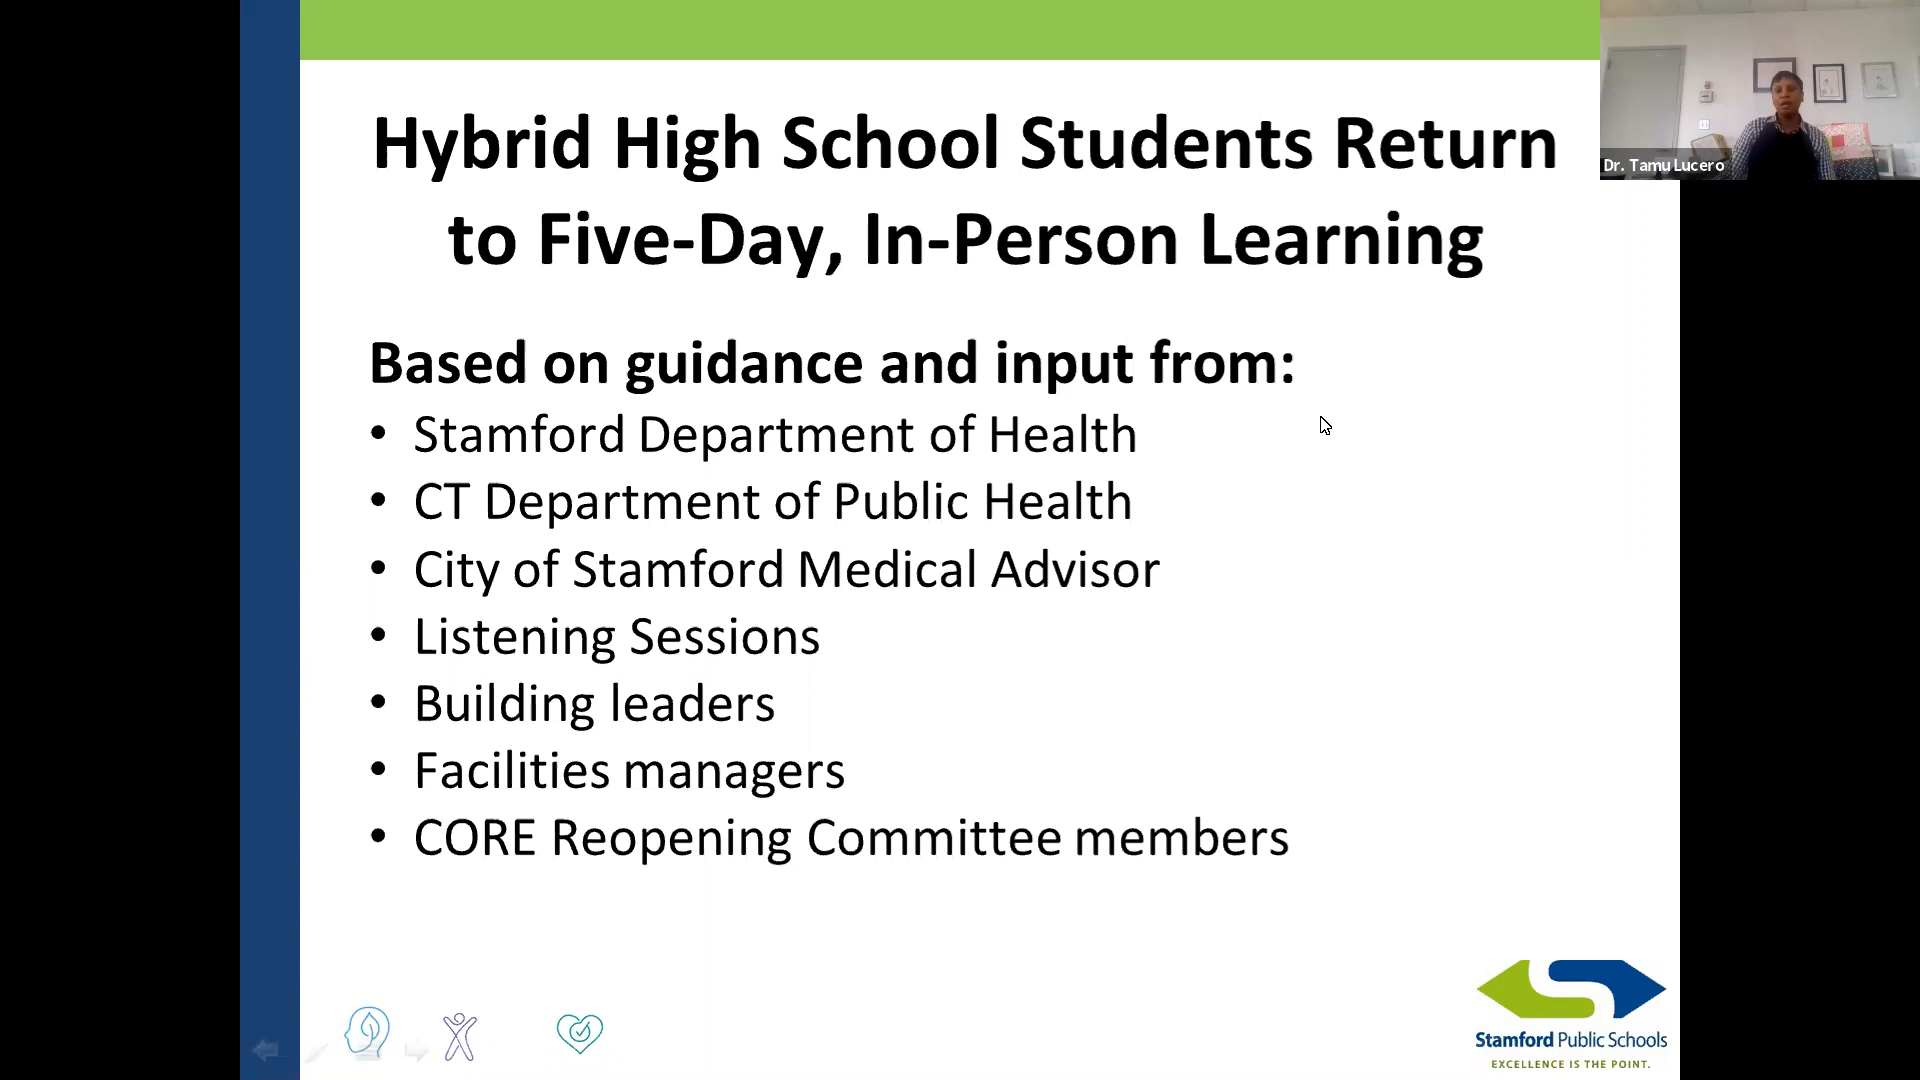 Hybrid High School Students Return
to Five-Day, In-Person Learning
Dr. Tamu Lucero
Based on guidance and input from:
• Stamford Department of Health
• CT Department of Public Health
• City of Stamford Medical Advisor
• Listening Sessions
• Building leaders
• Facilities managers
• CORE Reopening Committee members
Stamford Public Schools
EXCELLENCE IS THE POINT.